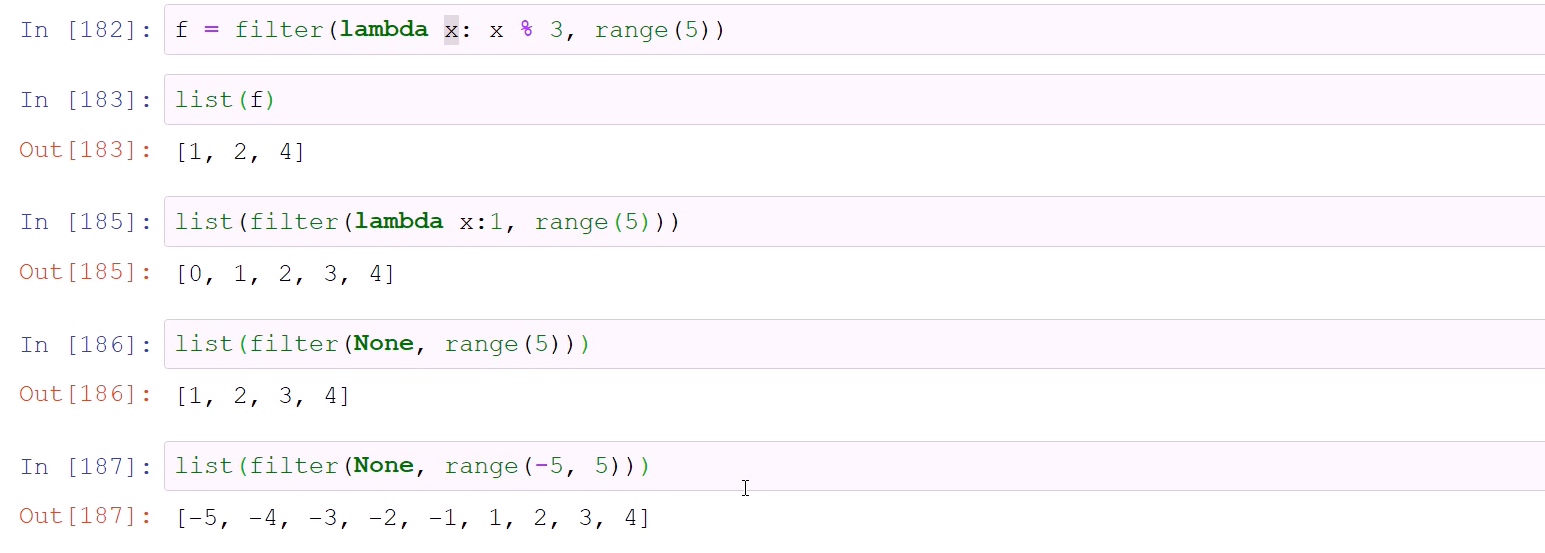 In [182]: f = filter(lambda x: x % 3, range(5))
In [183]: list(f)
Out[183]: [1, 2, 4]
In [185]: list(filter(lambda x:1, range(5)))
Out[185]: [0, 1, 2, 3, 4]
In [186]: list(filter(None, range(5)))
Out[186]: [1, 2, 3, 4]
In [187]: list(filter(None, range(-5, 5)))
Out[187]: [-5, -4, -3, -2, -1, 1, 2, 3, 4]